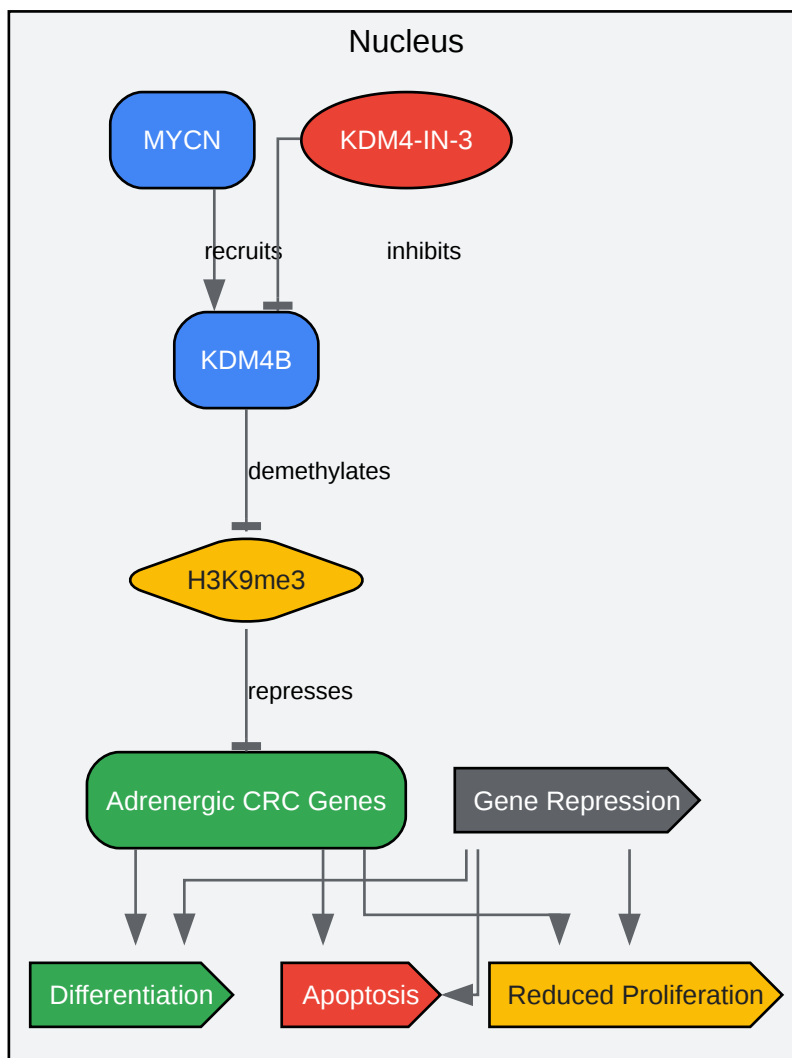 Nucleus
MYCN
KDM4-IN-3
recruits
inhibits
KDM4B
demethylates
H3K9me3
represses
Adrenergic CRC Genes
Gene Repression
Differentiation
Apoptosis
Reduced Proliferation